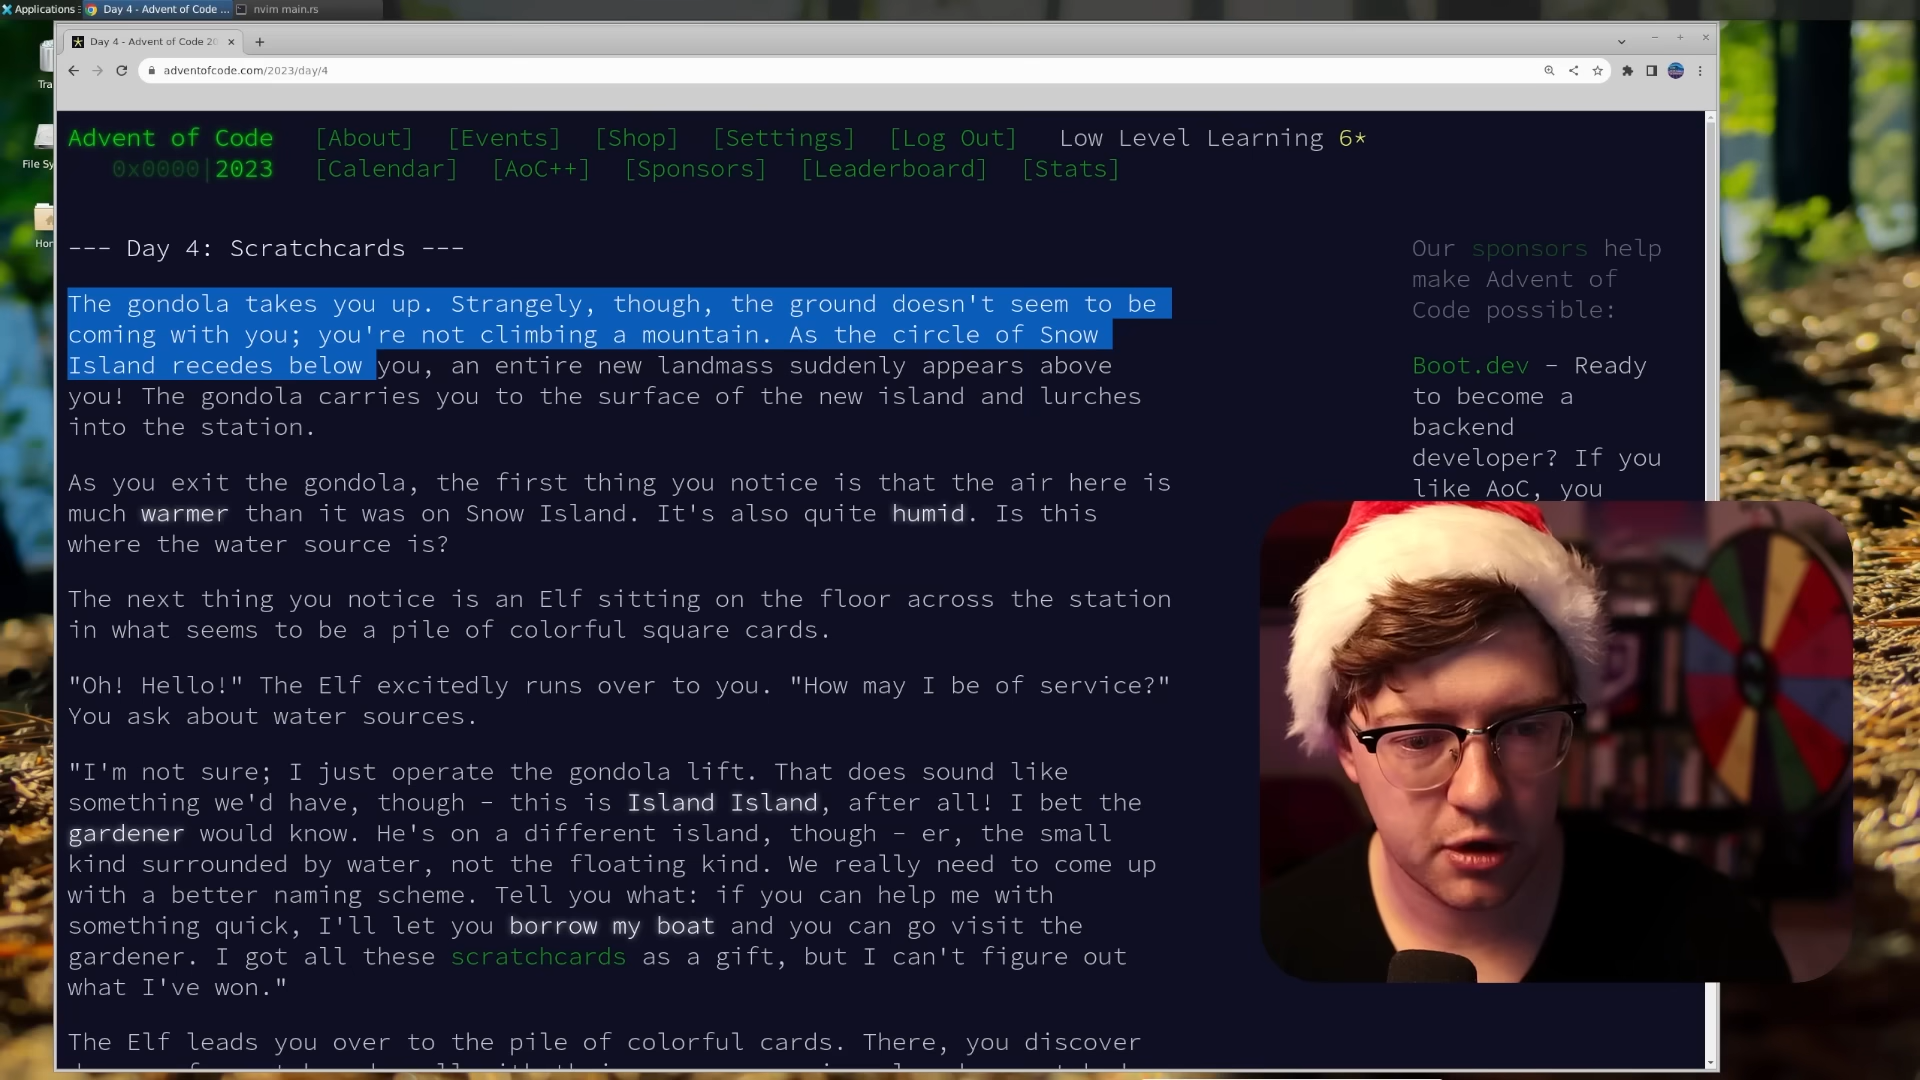 Applications
Day 4 - Advent of Code ...
nvim main.rs
Day 4 - Advent of Code 20
adventofcode.com/2023/day/4
Advent of Code [About] [Events] [Shop] [Settings] [Log Out] Low Level Learning 6*
0x0000|2023 [Calendar] [AoC++] [Sponsors] [Leaderboard] [Stats]
--- Day 4: Scratchcards ---
The gondola takes you up. Strangely, though, the ground doesn't seem to be
coming with you; you're not climbing a mountain. As the circle of Snow
Island recedes below you, an entire new landmass suddenly appears above
you! The gondola carries you to the surface of the new island and lurches
into the station.
As you exit the gondola, the first thing you notice is that the air here is
much warmer than it was on Snow Island. It's also quite humid. Is this
where the water source is?
The next thing you notice is an Elf sitting on the floor across the station
in what seems to be a pile of colorful square cards.
"Oh! Hello!" The Elf excitedly runs over to you. "How may I be of service?"
You ask about water sources.
"I'm not sure; I just operate the gondola lift. That does sound like
something we'd have, though - this is Island Island, after all! I bet the
gardener would know. He's on a different island, though - er, the small
kind surrounded by water, not the floating kind. We really need to come up
with a better naming scheme. Tell you what: if you can help me with
something quick, I'll let you borrow my boat and you can go visit the
gardener. I got all these scratchcards as a gift, but I can't figure out
what I've won."
The Elf leads you over to the pile of colorful cards. There, you discover
Our sponsors help
make Advent of
Code possible:
Boot.dev - Ready
to become a
backend
developer? If you
like AoC, you
Tra
File Sy
Hom